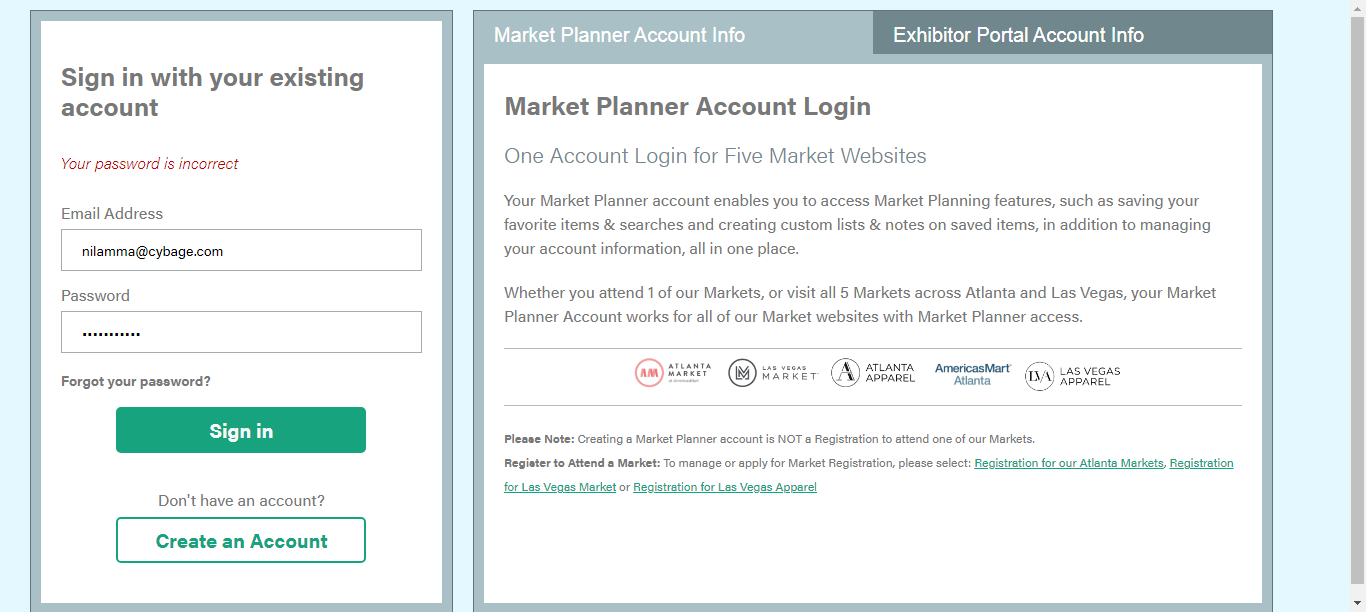 Sign in with your existing
account
Your password is incorrect
Email Address
nilamma@cybage.com
Password
•••••••••••
Forgot your password?
Sign in
Don't have an account?
Create an Account
Market Planner Account Info
Exhibitor Portal Account Info
Market Planner Account Login
One Account Login for Five Market Websites
Your Market Planner account enables you to access Market Planning features, such as saving your
favorite items & searches and creating custom lists & notes on saved items, in addition to managing
your account information, all in one place.
Whether you attend 1 of our Markets, or visit all 5 Markets across Atlanta and Las Vegas, your Market
Planner Account works for all of our Market websites with Market Planner access.
AM ATLANTA
MARKET
at AmericasMart
LAS VEGAS
MARKET
A ATLANTA
APPAREL
AmericasMart
Atlanta
LVA LAS VEGAS
APPAREL
Please Note: Creating a Market Planner account is NOT a Registration to attend one of our Markets.
Register to Attend a Market: To manage or apply for Market Registration, please select: Registration for our Atlanta Markets, Registration
for Las Vegas Market or Registration for Las Vegas Apparel